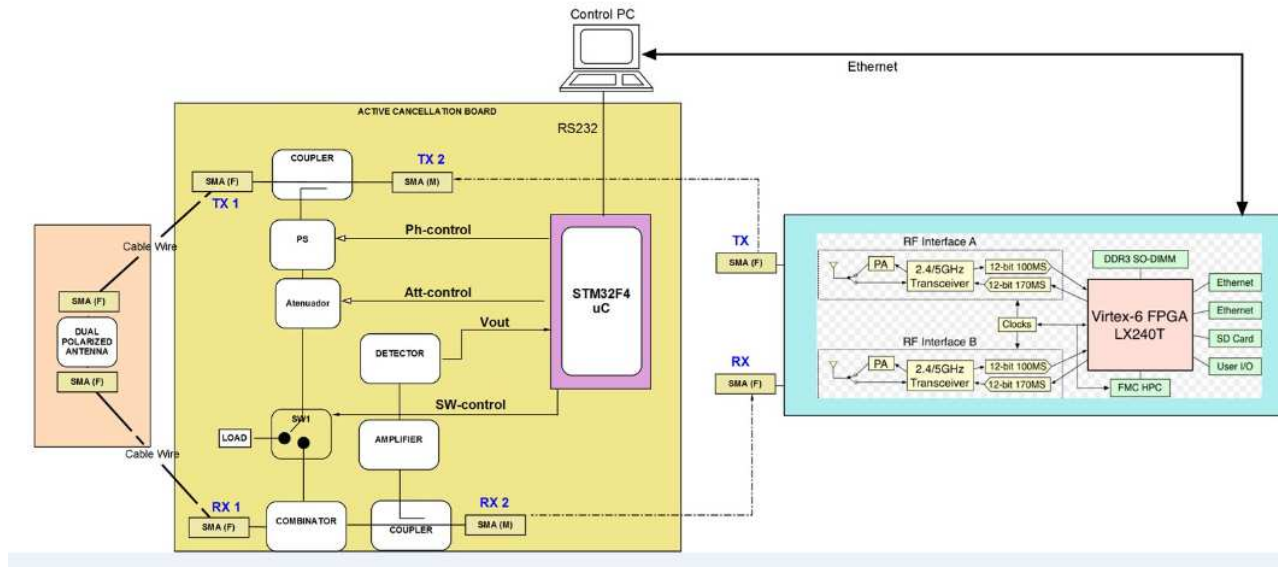 Control PC
Ethernet
RS232
ACTIVE CANCELLATION BOARD
COUPLER
TX 2
SMA (F)
SMA (M)
TX 1
Cable Wire
PS
Ph-control
SMA (F)
DUAL
POLARIZED
ANTENNA
SMA (F)
Atenuador
Att-control
STM32F4
uC
Vout
DETECTOR
SW-control
SW1
LOAD
AMPLIFIER
Cable Wire
RX 1
SMA (F)
COMBINATOR
COUPLER
RX 2
SMA (M)
TX
SMA (F)
RX
SMA (F)
RF Interface A
PA
2.4/5GHz
Transceiver
12-bit 100MS
12-bit 170MS
Clocks
RF Interface B
PA
2.4/5GHz
Transceiver
12-bit 100MS
12-bit 170MS
DDR3 SO-DIMM
Virtex-6 FPGA
LX240T
Ethernet
Ethernet
SD Card
User I/O
FMC HPC